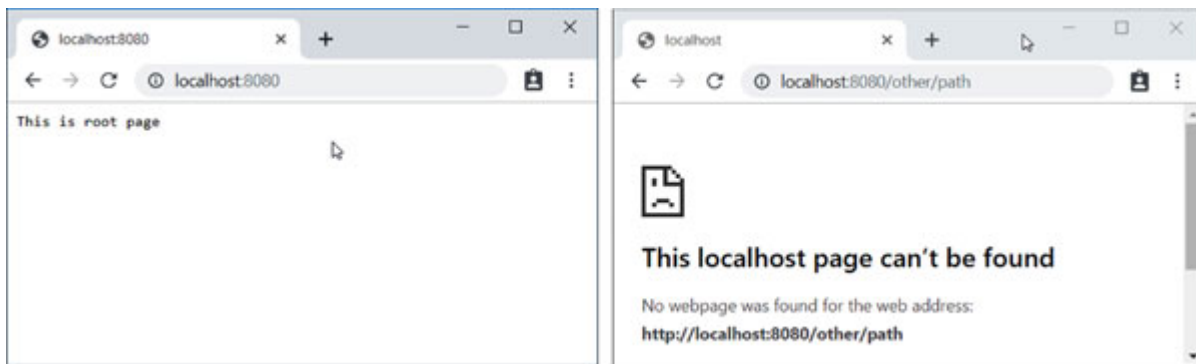 localhost:8080
localhost:8080
This is root page
localhost
localhost:8080/other/path
This localhost page can't be found
No webpage was found for the web address:
http://localhost:8080/other/path